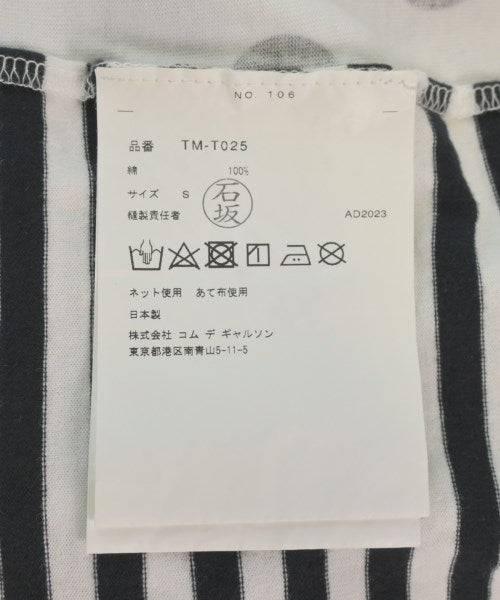 NO. 106
品番 TM-T025
綿 100%
サイズ S
石坂
縫製責任者 AD2023
ネット使用 あて布使用
日本製
株式会社 コム デ ギャルソン
東京都港区南青山5-11-5